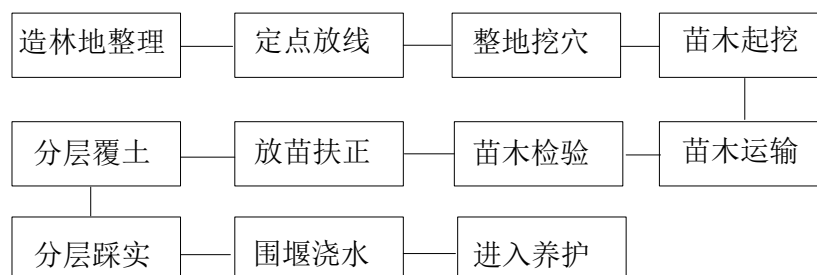 造林地整理
定点放线
整地挖穴
苗木起挖
分层覆土
放苗扶正
苗木检验
苗木运输
分层踩实
围堰浇水
进入养护